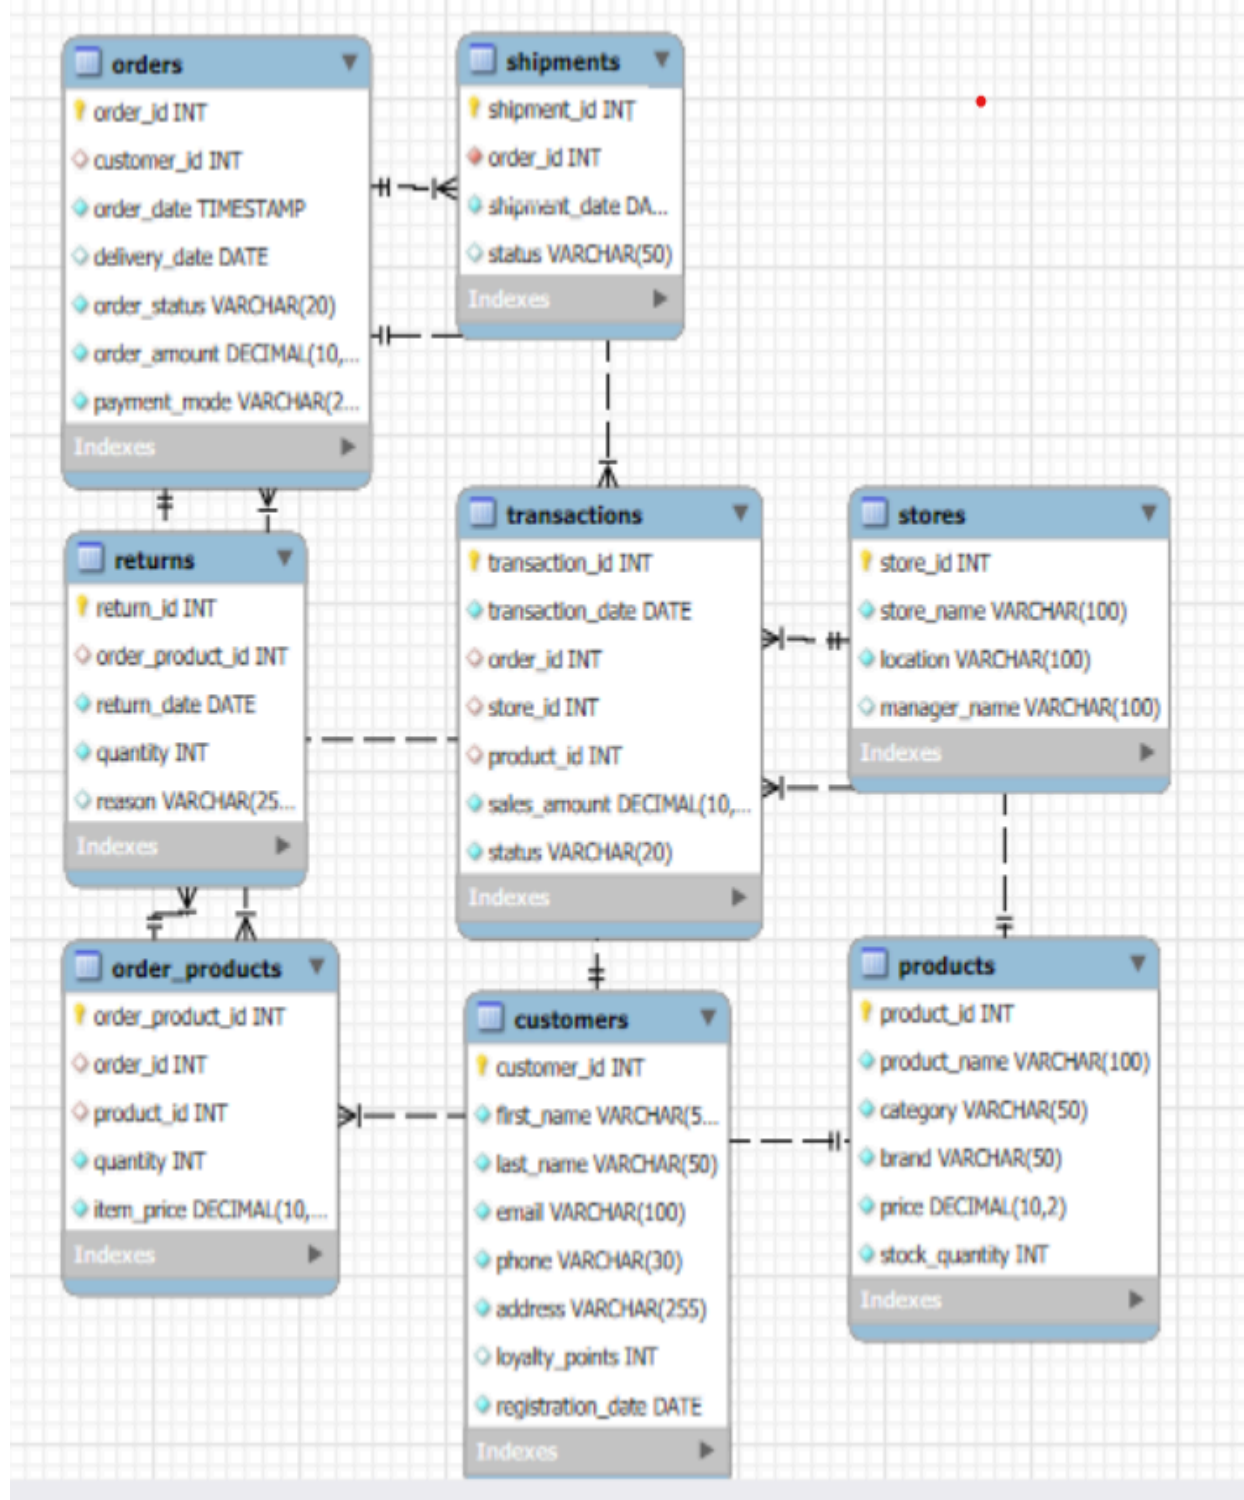 orders
order_id INT
customer_id INT
order_date TIMESTAMP
delivery_date DATE
order_status VARCHAR(20)
order_amount DECIMAL(10,...
payment_mode VARCHAR(2...
Indexes
shipments
shipment_id INT
order_id INT
shipment_date DA...
status VARCHAR(50)
Indexes
returns
return_id INT
order_product_id INT
return_date DATE
quantity INT
reason VARCHAR(25...
Indexes
transactions
transaction_id INT
transaction_date DATE
order_id INT
store_id INT
product_id INT
sales_amount DECIMAL(10,...
status VARCHAR(20)
Indexes
stores
store_id INT
store_name VARCHAR(100)
location VARCHAR(100)
manager_name VARCHAR(100)
Indexes
order_products
order_product_id INT
order_id INT
product_id INT
quantity INT
item_price DECIMAL(10,...
Indexes
customers
customer_id INT
first_name VARCHAR(5...
last_name VARCHAR(50)
email VARCHAR(100)
phone VARCHAR(30)
address VARCHAR(255)
loyalty_points INT
registration_date DATE
Indexes
products
product_id INT
product_name VARCHAR(100)
category VARCHAR(50)
brand VARCHAR(50)
price DECIMAL(10,2)
stock_quantity INT
Indexes